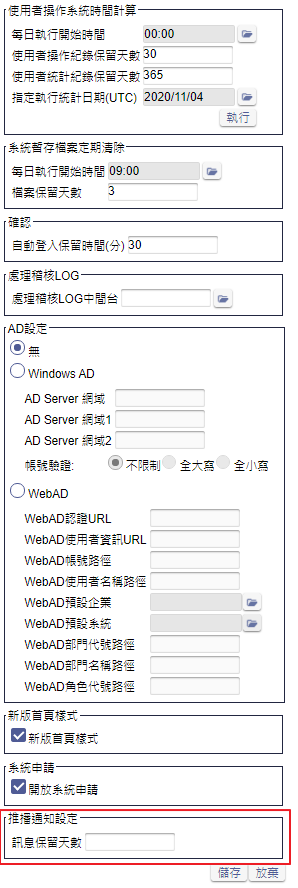 使用者操作系統時間計算
每日執行開始時間 00:00
使用者操作紀錄保留天數 30
使用者統計紀錄保留天數 365
指定執行統計日期(UTC) 2020/11/04
執行
系統暫存檔案定期清除
每日執行開始時間 09:00
檔案保留天數 3
確認
自動登入保留時間(分) 30
處理稽核LOG
處理稽核LOG中間台
AD設定
無
Windows AD
AD Server 網域
AD Server 網域1
AD Server 網域2
帳號驗證: 不限制 全大寫 全小寫
WebAD
WebAD認證URL
WebAD使用者資訊URL
WebAD帳號路徑
WebAD使用者名稱路徑
WebAD預設企業
WebAD預設系統
WebAD部門代號路徑
WebAD部門名稱路徑
WebAD角色代號路徑
新版首頁樣式
新版首頁樣式
系統申請
開放系統申請
推播通知設定
訊息保留天數
儲存 放棄